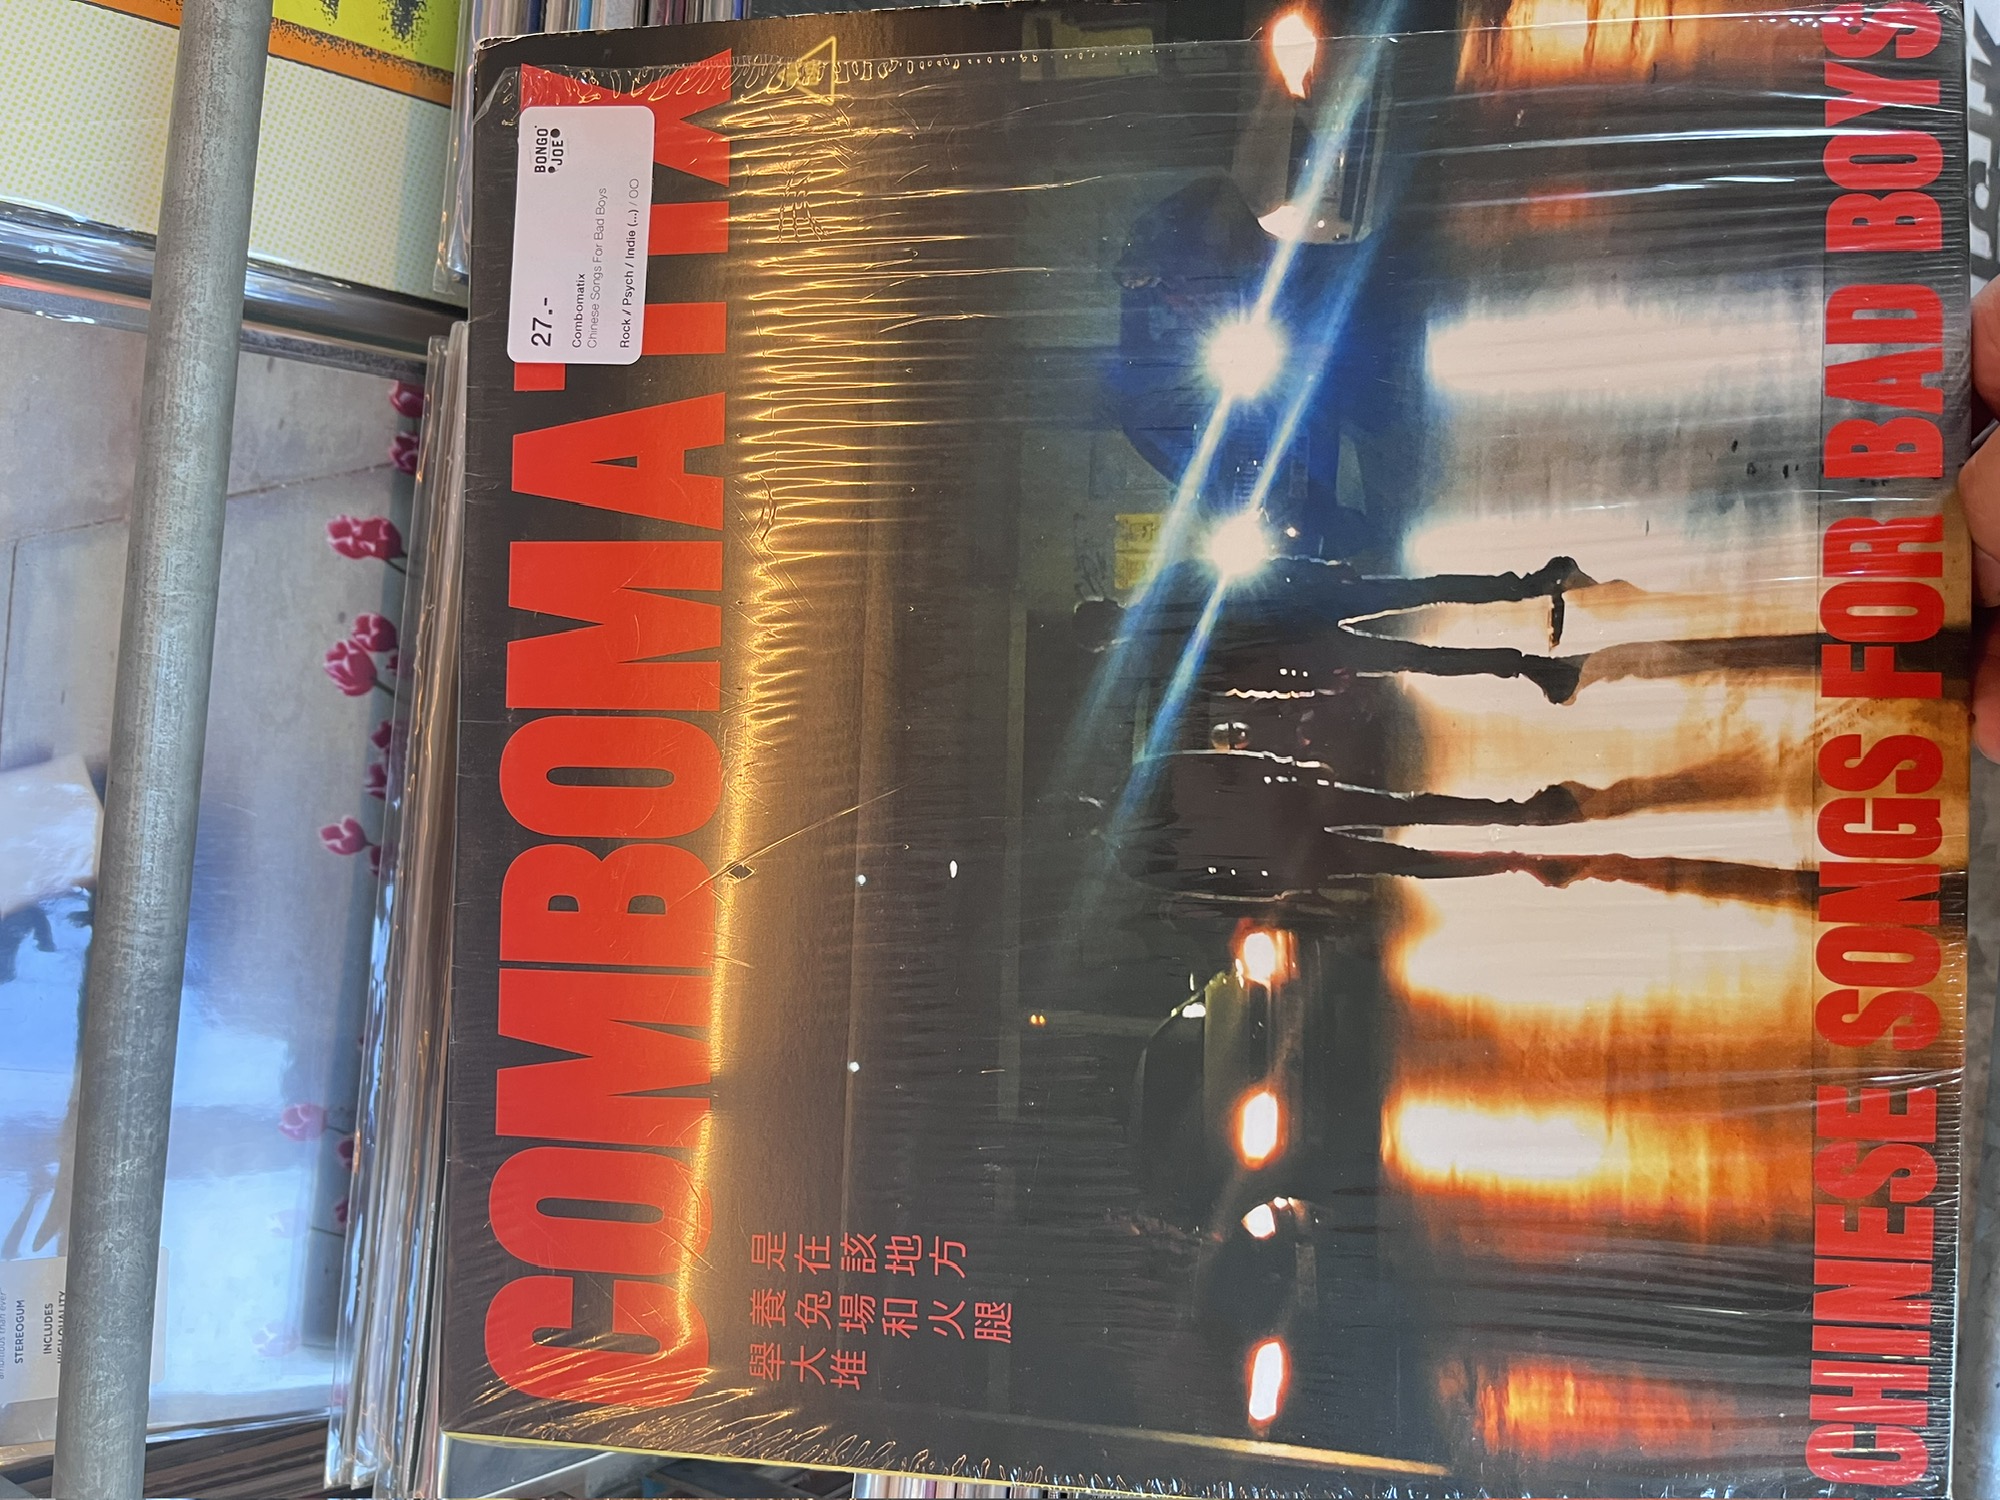 COMBOMATIX
BONGO
JOE
27.-
Combomatix
Chinese Songs For Bad Boys
Rock // Psych / Indie (...) / OO
舉大堆
養兔場和火腿
是在該地方
CHINESE SONGS FOR BAD BOYS
STEREOGUM
INCLUDES